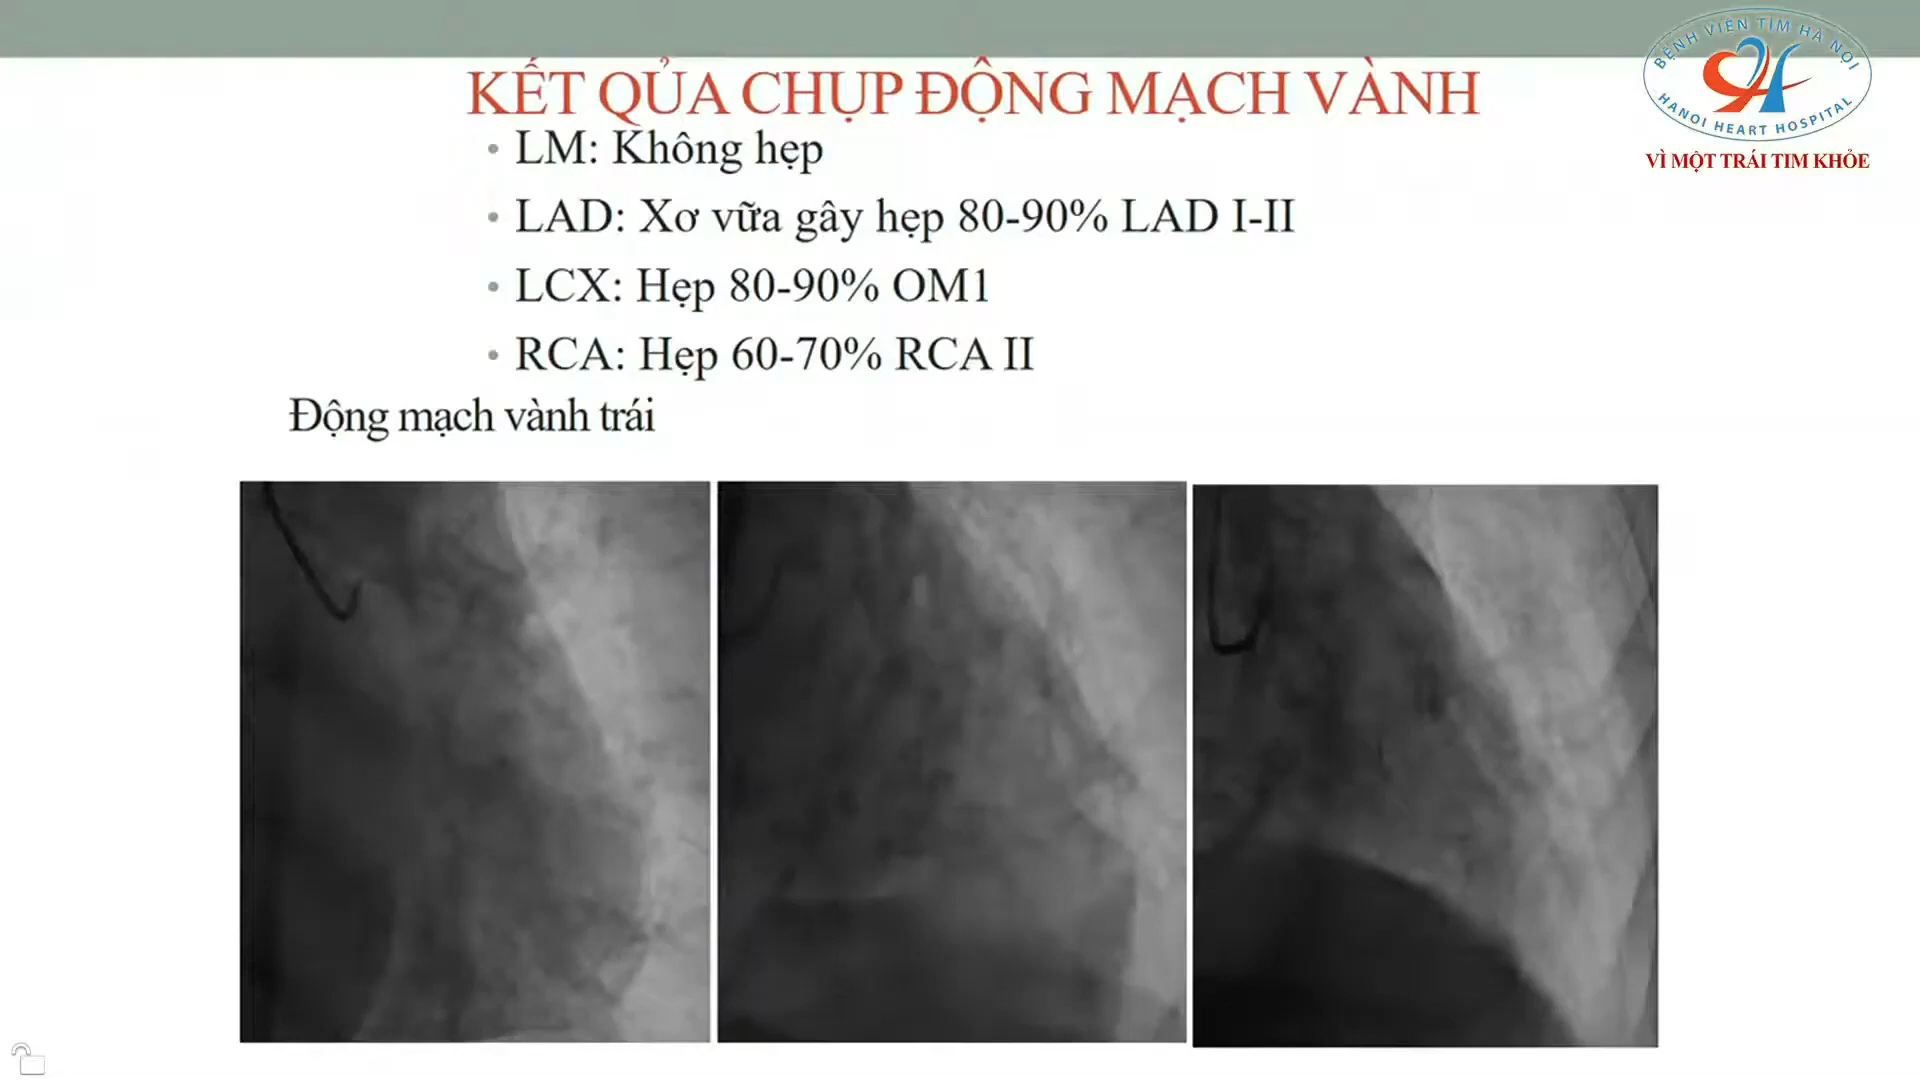 BỆNH VIỆN TIM HÀ NỘI
HANOI HEART HOSPITAL
VÌ MỘT TRÁI TIM KHỎE
KẾT QỦA CHỤP ĐỘNG MẠCH VÀNH
• LM: Không hẹp
• LAD: Xơ vữa gây hẹp 80-90% LAD I-II
• LCX: Hẹp 80-90% OM1
• RCA: Hẹp 60-70% RCA II
Động mạch vành trái